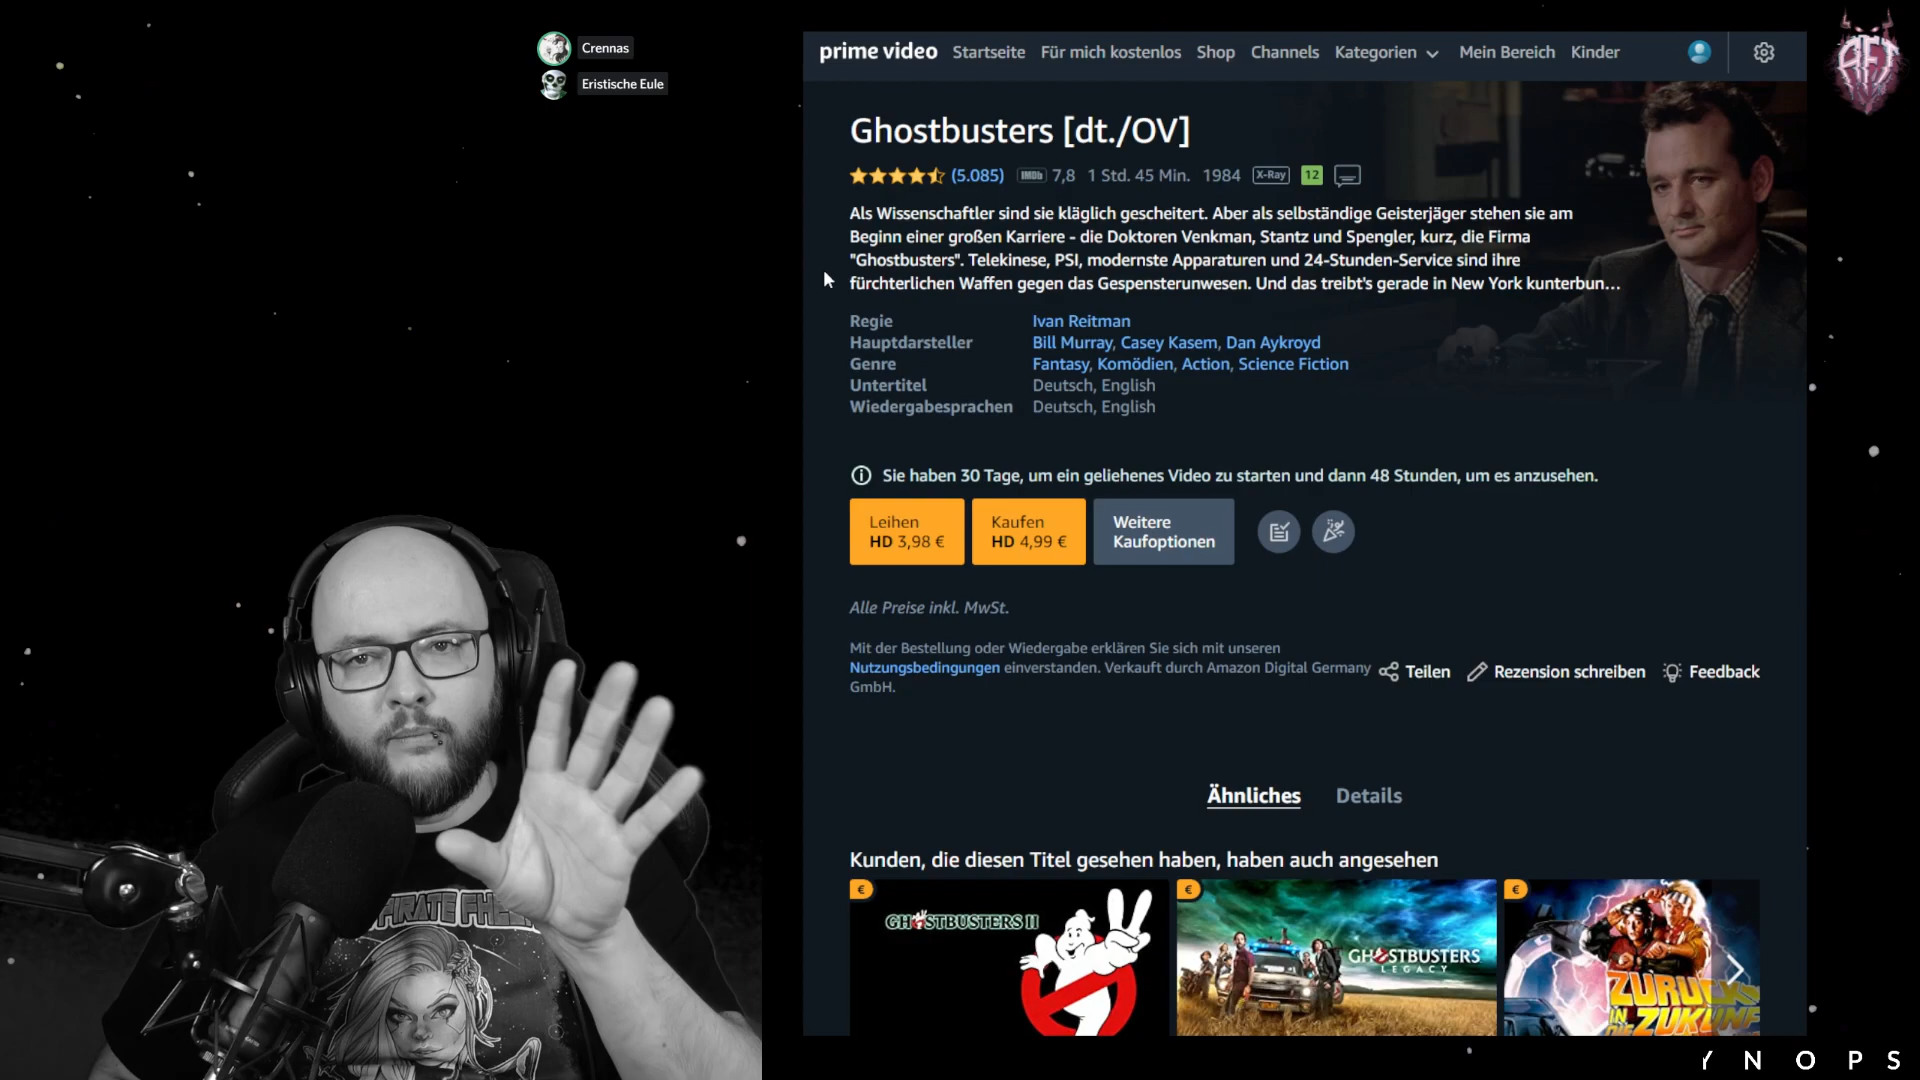 Crennas
Eristische Eule
prime video Startseite Für mich kostenlos Shop Channels Kategorien Mein Bereich Kinder
AFT
Ghostbusters [dt./OV]
(5.085) IMDb 7,8 1 Std. 45 Min. 1984 X-Ray 12
Als Wissenschaftler sind sie kläglich gescheitert. Aber als selbständige Geisterjäger stehen sie am
Beginn einer großen Karriere - die Doktoren Venkman, Stantz und Spengler, kurz, die Firma
"Ghostbusters". Telekinese, PSI, modernste Apparaturen und 24-Stunden-Service sind ihre
fürchterlichen Waffen gegen das Gespensterunwesen. Und das treibt's gerade in New York kunterbun...
Regie Ivan Reitman
Hauptdarsteller Bill Murray, Casey Kasem, Dan Aykroyd
Genre Fantasy, Komödien, Action, Science Fiction
Untertitel Deutsch, English
Wiedergabesprachen Deutsch, English
Sie haben 30 Tage, um ein geliehenes Video zu starten und dann 48 Stunden, um es anzusehen.
Leihen
HD 3,98 €
Kaufen
HD 4,99 €
Weitere
Kaufoptionen
Alle Preise inkl. MwSt.
Mit der Bestellung oder Wiedergabe erklären Sie sich mit unseren
Nutzungsbedingungen einverstanden. Verkauft durch Amazon Digital Germany
GmbH.
Teilen Rezension schreiben Feedback
Ähnliches Details
Kunden, die diesen Titel gesehen haben, haben auch angesehen
€ € €
GHOSTBUSTERS II
GHOSTBUSTERS
LEGACY
ZURÜCK
IN DIE
ZUKUNFT
PIRATE
YNOPS